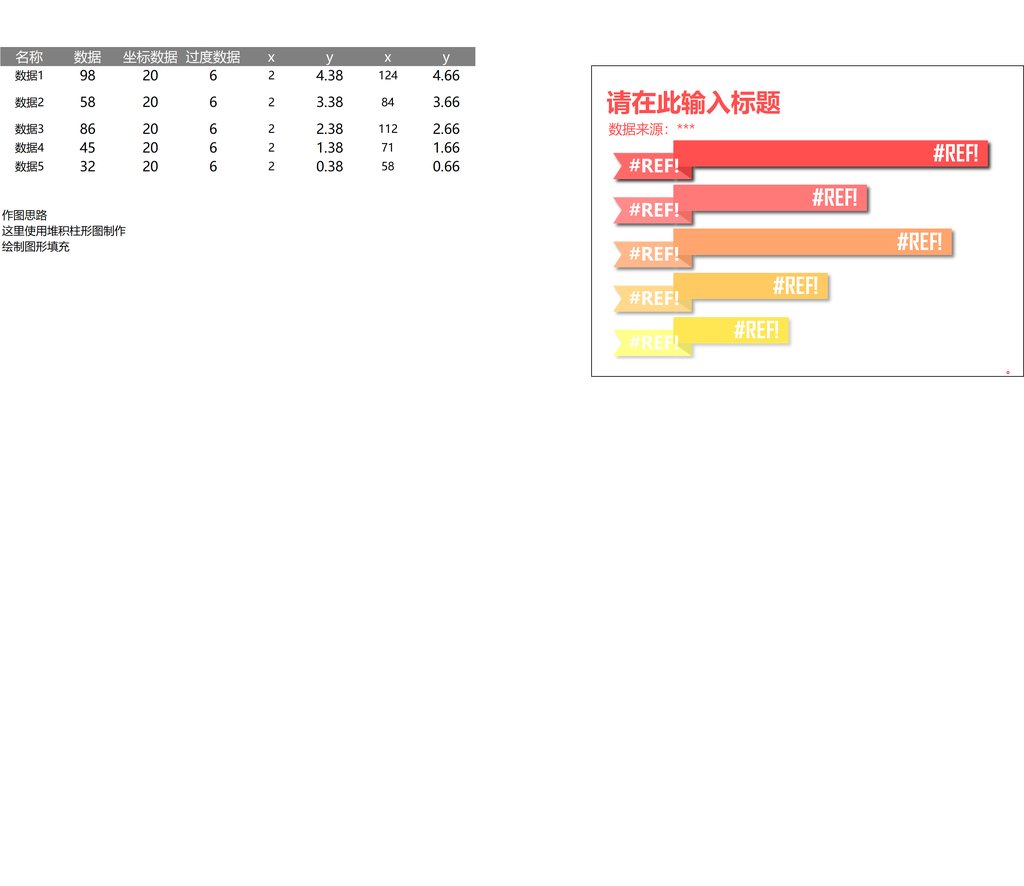 名称 数据 坐标数据 过度数据 x y x y
数据1 98 20 6 2 4.38 124 4.66
数据2 58 20 6 2 3.38 84 3.66
数据3 86 20 6 2 2.38 112 2.66
数据4 45 20 6 2 1.38 71 1.66
数据5 32 20 6 2 0.38 58 0.66
作图思路
这里使用堆积柱形图制作
绘制图形填充
请在此输入标题
数据来源：***
#REF! #REF!
#REF! #REF!
#REF! #REF!
#REF! #REF!
#REF! #REF!